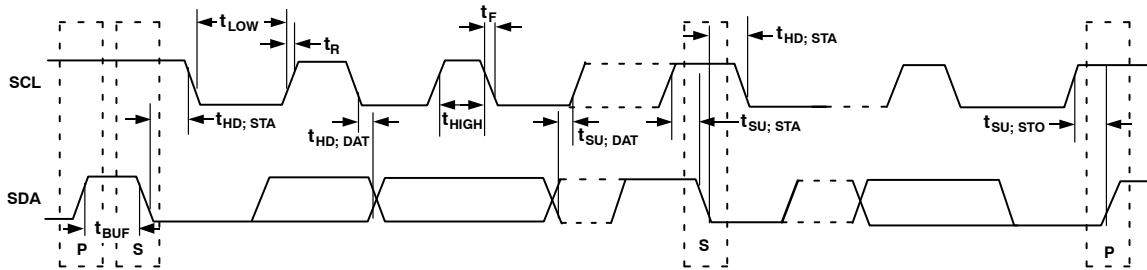 tLOW
tF
tR
tHD; STA
SCL
tHD; STA
tHD; DAT
tHIGH
tSU; DAT
tSU; STA
tSU; STO
SDA
tBUF
P
S
S
P